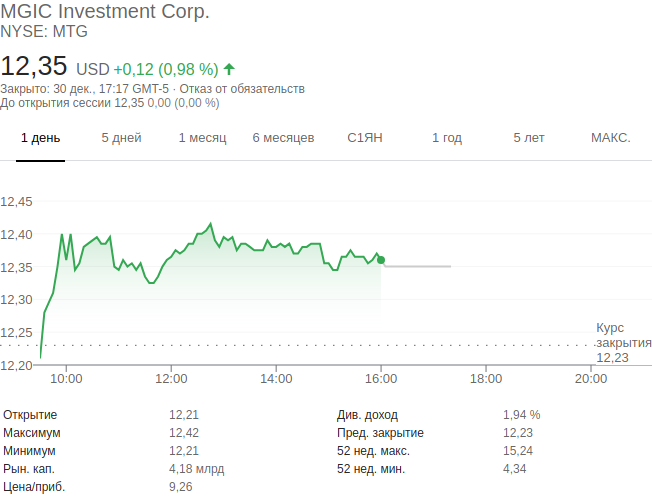 MGIC Investment Corp.
NYSE: MTG
12,35 USD +0,12 (0,98 %)
Закрыто: 30 дек., 17:17 GMT-5 · Отказ от обязательств
До открытия сессии 12,35 0,00 (0,00 %)
1 день 5 дней 1 месяц 6 месяцев С1ЯН 1 год 5 лет МАКС.
12,45
12,40
12,35
12,30
12,25
12,20
Курс
закрытия
12,23
10:00 12:00 14:00 16:00 18:00 20:00
Открытие 12,21 Див. доход 1,94 %
Максимум 12,42 Пред. закрытие 12,23
Минимум 12,21 52 нед. макс. 15,24
Рын. кап. 4,18 млрд 52 нед. мин. 4,34
Цена/приб. 9,26